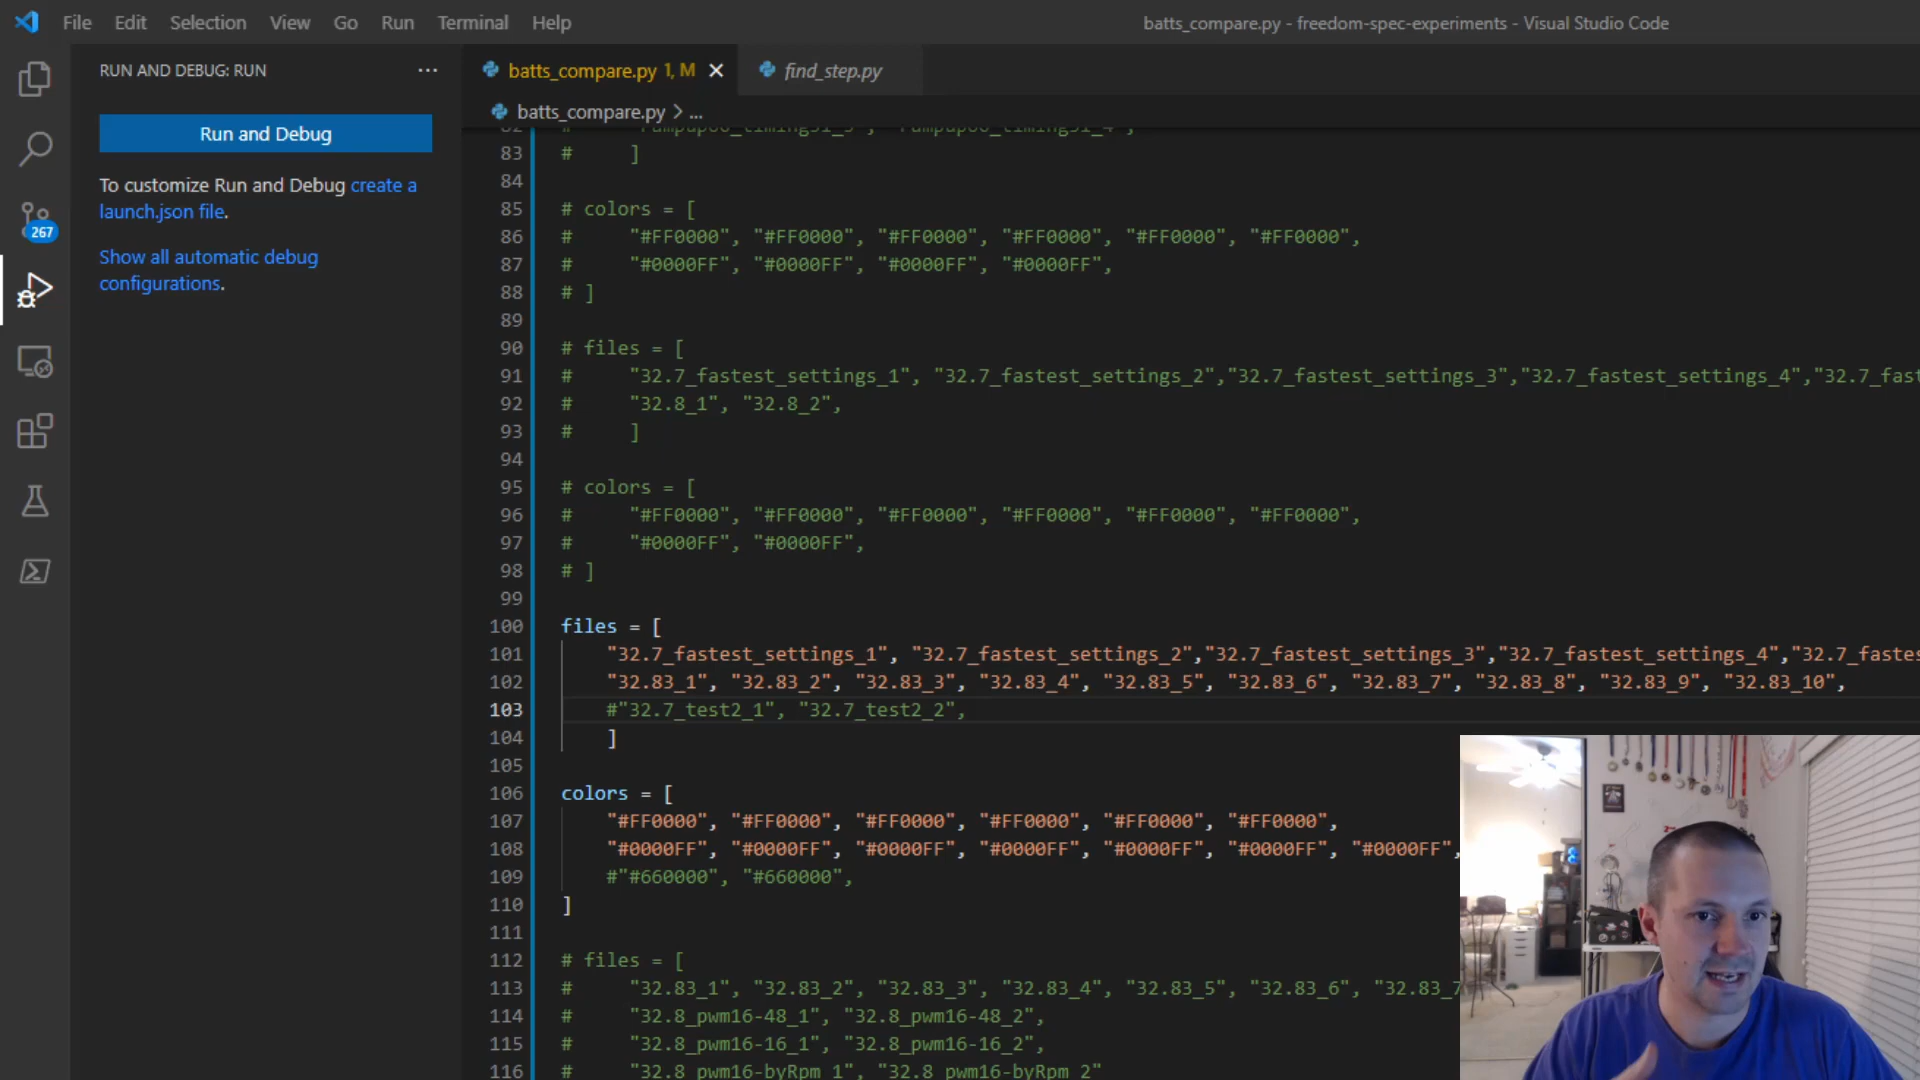 File Edit Selection View Go Run Terminal Help
batts_compare.py - freedom-spec-experiments - Visual Studio Code
RUN AND DEBUG: RUN ...
Run and Debug
To customize Run and Debug create a
launch.json file.
Show all automatic debug
configurations.
267
batts_compare.py 1, M
find_step.py
batts_compare.py > ...
83 # ]
84
85 # colors = [
86 # "#FF0000", "#FF0000", "#FF0000", "#FF0000", "#FF0000", "#FF0000",
87 # "#0000FF", "#0000FF", "#0000FF", "#0000FF",
88 # ]
89
90 # files = [
91 # "32.7_fastest_settings_1", "32.7_fastest_settings_2","32.7_fastest_settings_3","32.7_fastest_settings_4","32.7_fast
92 # "32.8_1", "32.8_2",
93 # ]
94
95 # colors = [
96 # "#FF0000", "#FF0000", "#FF0000", "#FF0000", "#FF0000", "#FF0000",
97 # "#0000FF", "#0000FF",
98 # ]
99
100 files = [
101 "32.7_fastest_settings_1", "32.7_fastest_settings_2","32.7_fastest_settings_3","32.7_fastest_settings_4","32.7_fastes
102 "32.83_1", "32.83_2", "32.83_3", "32.83_4", "32.83_5", "32.83_6", "32.83_7", "32.83_8", "32.83_9", "32.83_10",
103 #"32.7_test2_1", "32.7_test2_2",
104 ]
105
106 colors = [
107 "#FF0000", "#FF0000", "#FF0000", "#FF0000", "#FF0000", "#FF0000",
108 "#0000FF", "#0000FF", "#0000FF", "#0000FF", "#0000FF", "#0000FF", "#0000FF",
109 #"#660000", "#660000",
110 ]
111
112 # files = [
113 # "32.83_1", "32.83_2", "32.83_3", "32.83_4", "32.83_5", "32.83_6", "32.83_7
114 # "32.8_pwm16-48_1", "32.8_pwm16-48_2",
115 # "32.8_pwm16-16_1", "32.8_pwm16-16_2",
116 # "32.8_pwm16-byRpm_1", "32.8_pwm16-byRpm_2"